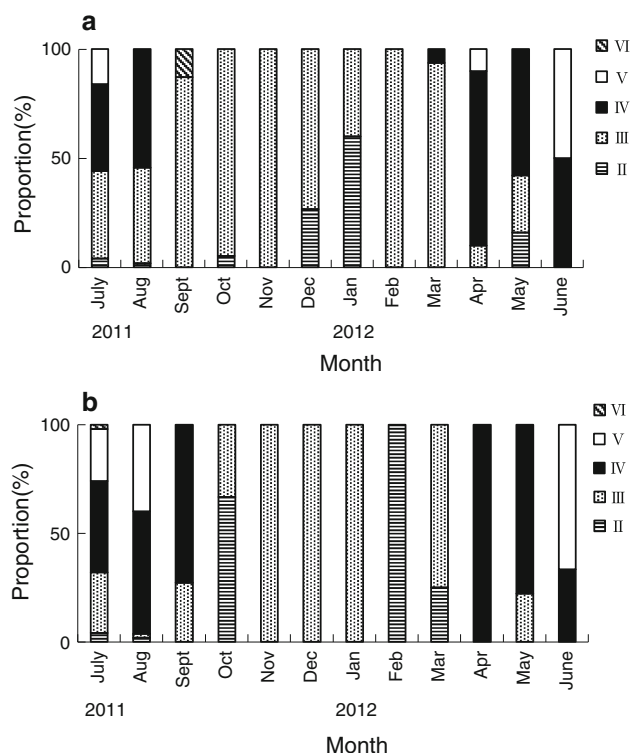 a
100
50
0
Proportion(%)
Ⅵ
Ⅴ
Ⅳ
Ⅲ
Ⅱ
July Aug Sept Oct Nov Dec Jan Feb Mar Apr May June
2011 2012
Month
b
100
50
0
Proportion(%)
Ⅵ
Ⅴ
Ⅳ
Ⅲ
Ⅱ
July Aug Sept Oct Nov Dec Jan Feb Mar Apr May June
2011 2012
Month